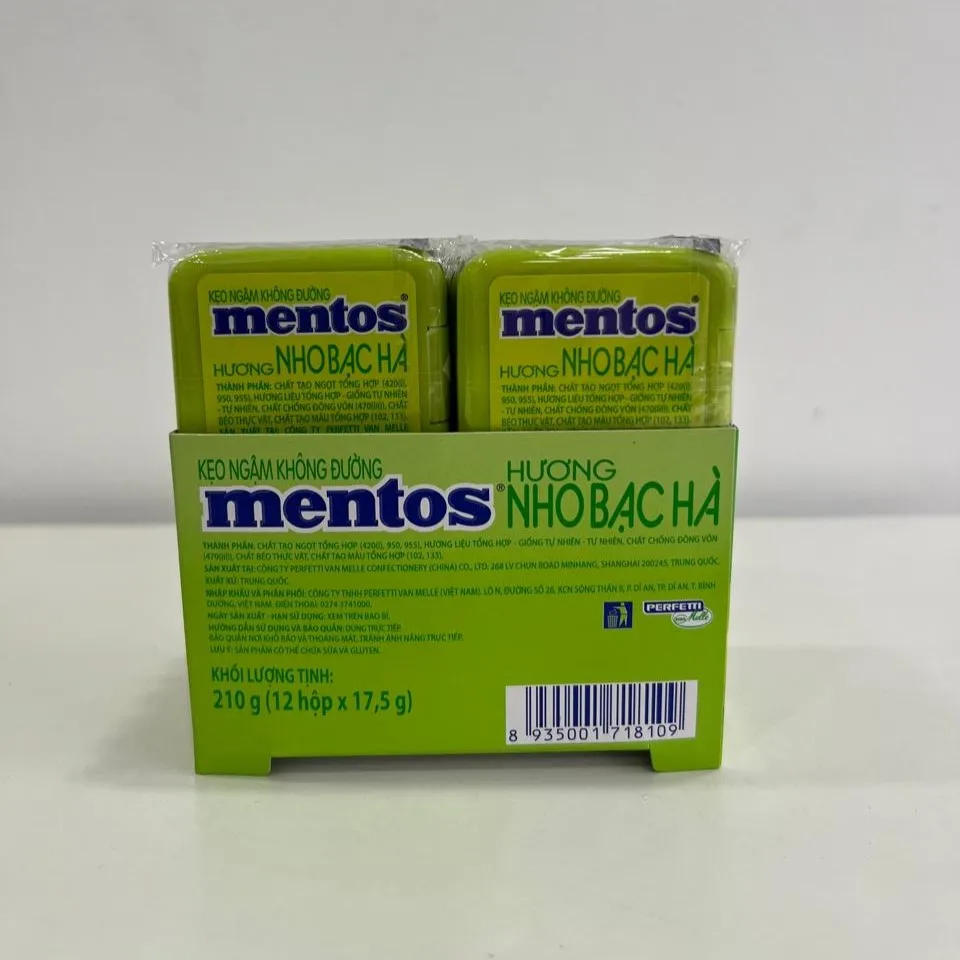 KẸO NGẬM KHÔNG ĐƯỜNG
mentos®
HƯƠNG NHO BẠC HÀ
THÀNH PHẦN: CHẤT TẠO NGỌT TỔNG HỢP (420(i),
950, 955), HƯƠNG LIỆU TỔNG HỢP - GIỐNG TỰ NHIÊN
- TỰ NHIÊN, CHẤT CHỐNG ĐÔNG VÓN (470(iii)), CHẤT
BÉO THỰC VẬT, CHẤT TẠO MÀU TỔNG HỢP (102, 133).
SẢN XUẤT TẠI: CÔNG TY PERFETTI VAN MELLE
KẸO NGẬM KHÔNG ĐƯỜNG
mentos®
HƯƠNG NHO BẠC HÀ
THÀNH PHẦN: CHẤT TẠO NGỌT TỔNG HỢP (420(i),
950, 955), HƯƠNG LIỆU TỔNG HỢP - GIỐNG TỰ NHIÊN
- TỰ NHIÊN, CHẤT CHỐNG ĐÔNG VÓN (470(iii)), CHẤT
BÉO THỰC VẬT, CHẤT TẠO MÀU TỔNG HỢP (102, 133).
KẸO NGẬM KHÔNG ĐƯỜNG
mentos®
HƯƠNG
NHO BẠC HÀ
THÀNH PHẦN: CHẤT TẠO NGỌT TỔNG HỢP (420(i), 950, 955), HƯƠNG LIỆU TỔNG HỢP - GIỐNG TỰ NHIÊN - TỰ NHIÊN, CHẤT CHỐNG ĐÔNG VÓN
(470(iii)), CHẤT BÉO THỰC VẬT, CHẤT TẠO MÀU TỔNG HỢP (102, 133).
SẢN XUẤT TẠI: CÔNG TY PERFETTI VAN MELLE CONFECTIONERY (CHINA) CO., LTD. 268 LV CHUN ROAD MINHANG, SHANGHAI 200245, TRUNG QUỐC.
XUẤT XỨ: TRUNG QUỐC.
NHẬP KHẨU VÀ PHÂN PHỐI: CÔNG TY TNHH PERFETTI VAN MELLE (VIỆT NAM). LÔ N, ĐƯỜNG SỐ 26, KCN SÓNG THẦN II, P. DĨ AN, TP. DĨ AN, T. BÌNH
DƯƠNG, VIỆT NAM. ĐIỆN THOẠI: 0274 3741000.
NGÀY SẢN XUẤT - HẠN SỬ DỤNG: XEM TRÊN BAO BÌ.
HƯỚNG DẪN SỬ DỤNG VÀ BẢO QUẢN: DÙNG TRỰC TIẾP.
BẢO QUẢN NƠI KHÔ RÁO VÀ THOÁNG MÁT, TRÁNH ÁNH NẮNG TRỰC TIẾP.
LƯU Ý: SẢN PHẨM CÓ THỂ CHỨA SỮA VÀ GLUTEN.
PERFETTI
van Melle
KHỐI LƯỢNG TỊNH:
210 g (12 hộp x 17,5 g)
8 935001 718109